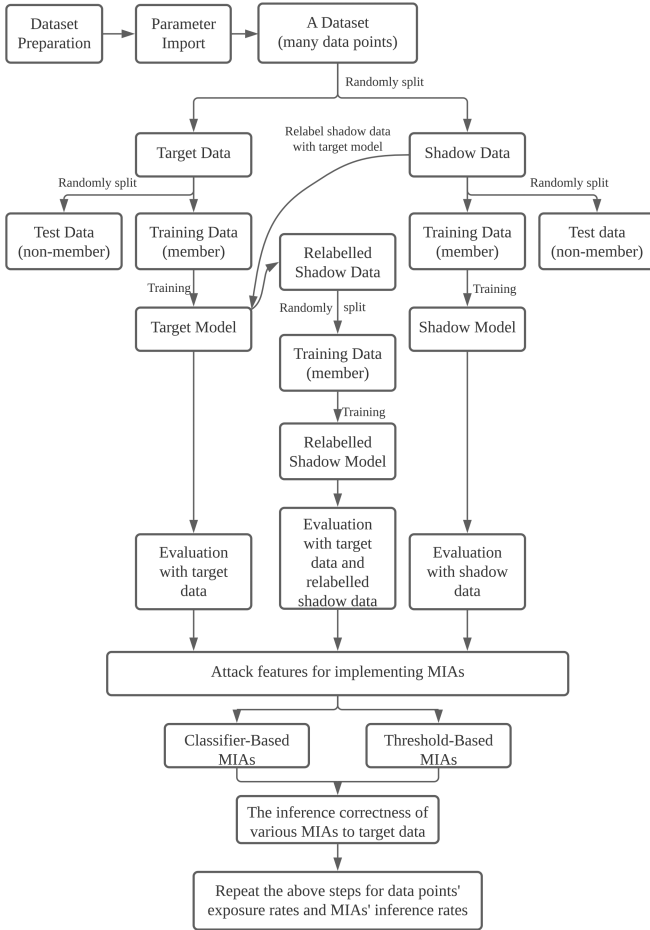 Dataset
Preparation
Parameter
Import
A Dataset
(many data points)
Randomly split
Relabel shadow data
with target model
Target Data
Shadow Data
Randomly split
Randomly split
Test Data
(non-member)
Training Data
(member)
Relabelled
Shadow Data
Training Data
(member)
Test data
(non-member)
Training
Training
Randomly split
Target Model
Shadow Model
Training Data
(member)
Training
Relabelled
Shadow Model
Evaluation
with target
data
Evaluation
with target
data and
relabelled
shadow data
Evaluation
with shadow
data
Attack features for implementing MIAs
Classifier-Based
MIAs
Threshold-Based
MIAs
The inference correctness of
various MIAs to target data
Repeat the above steps for data points'
exposure rates and MIAs' inference rates